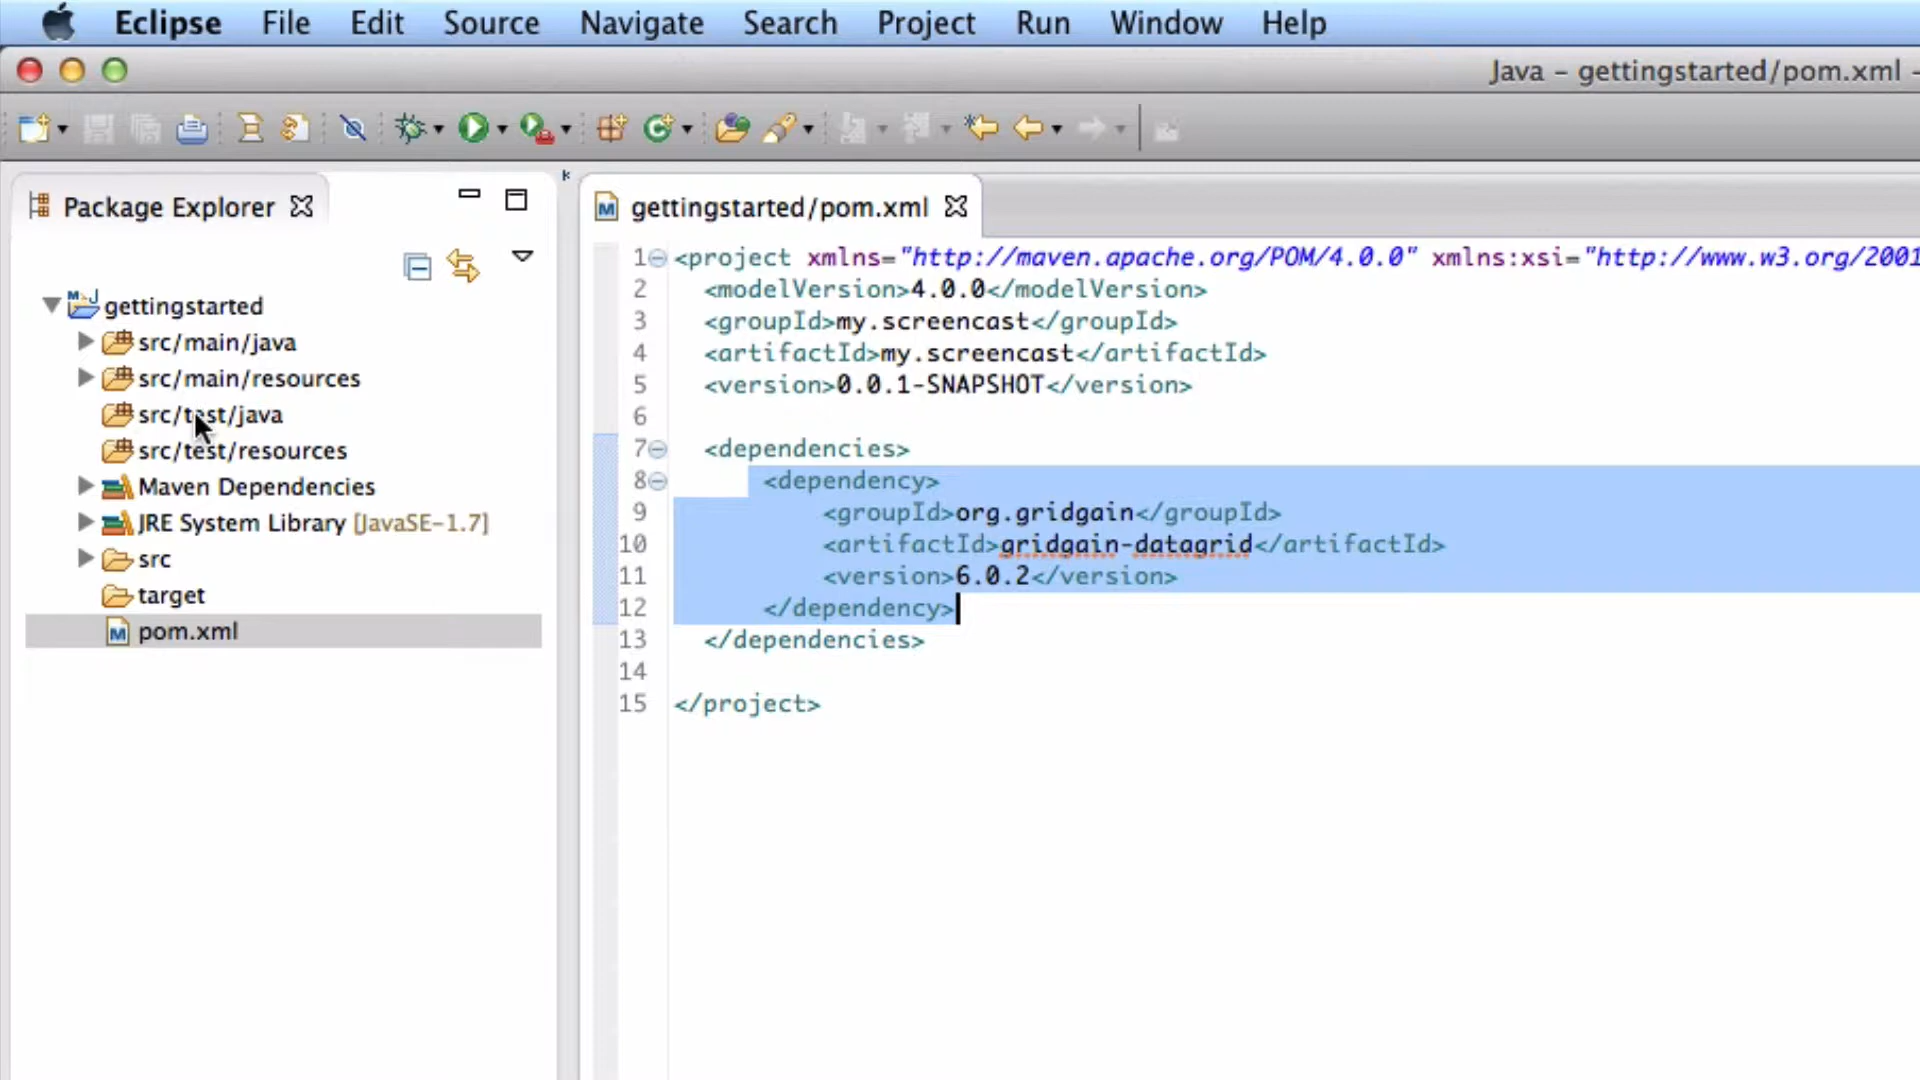 Eclipse File Edit Source Navigate Search Project Run Window Help
Java – gettingstarted/pom.xml –
Package Explorer
gettingstarted
src/main/java
src/main/resources
src/test/java
src/test/resources
Maven Dependencies
JRE System Library [JavaSE-1.7]
src
target
pom.xml
gettingstarted/pom.xml
1 <project xmlns="http://maven.apache.org/POM/4.0.0" xmlns:xsi="http://www.w3.org/2001
2 <modelVersion>4.0.0</modelVersion>
3 <groupId>my.screencast</groupId>
4 <artifactId>my.screencast</artifactId>
5 <version>0.0.1-SNAPSHOT</version>
6
7 <dependencies>
8 <dependency>
9 <groupId>org.gridgain</groupId>
10 <artifactId>gridgain-datagrid</artifactId>
11 <version>6.0.2</version>
12 </dependency>
13 </dependencies>
14
15 </project>